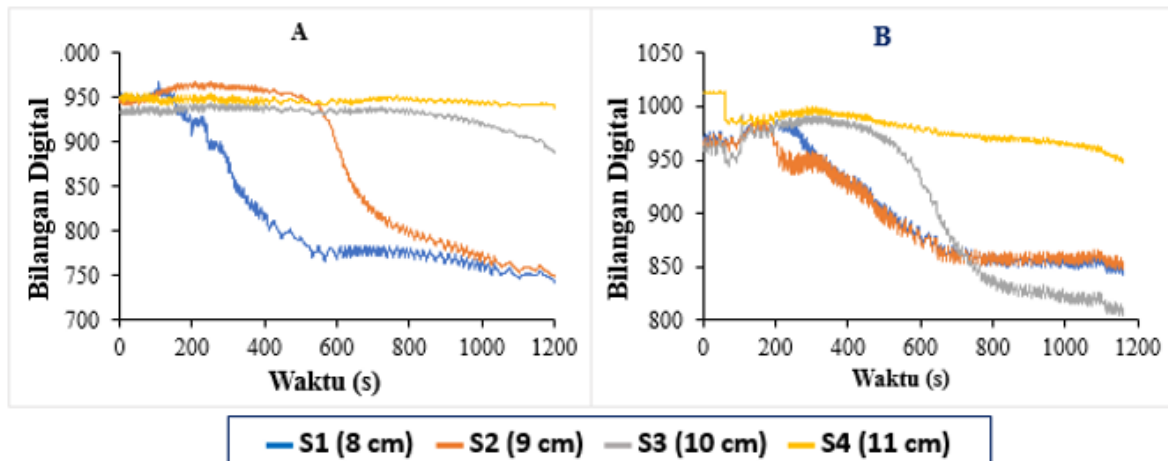 A
.000
950
900
850
800
750
700
0 200 400 600 800 1000 1200
Bilangan Digital
Waktu (s)
B
1050
1000
950
900
850
800
0 200 400 600 800 1000 1200
Bilangan Digital
Waktu (s)
S1 (8 cm) S2 (9 cm) S3 (10 cm) S4 (11 cm)